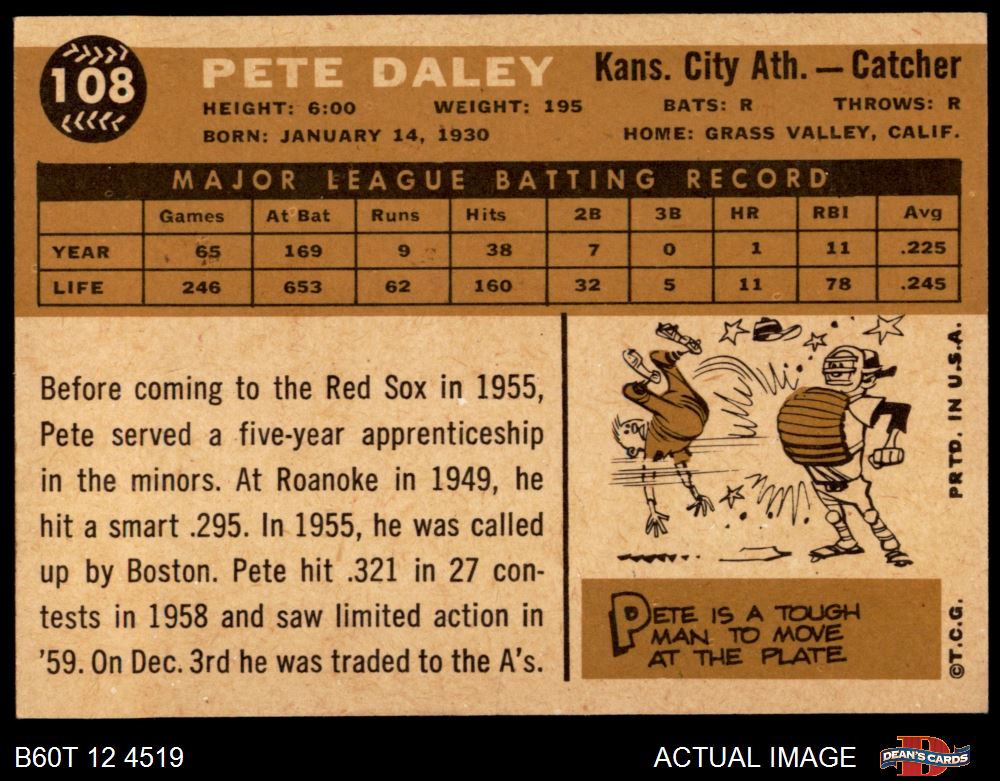 108
PETE DALEY Kans. City Ath. — Catcher
HEIGHT: 6:00 WEIGHT: 195 BATS: R THROWS: R
BORN: JANUARY 14, 1930 HOME: GRASS VALLEY, CALIF.
MAJOR LEAGUE BATTING RECORD
Games At Bat Runs Hits 2B 3B HR RBI Avg
YEAR 65 169 9 38 7 0 1 11 .225
LIFE 246 653 62 160 32 5 11 78 .245
Before coming to the Red Sox in 1955,
Pete served a five-year apprenticeship
in the minors. At Roanoke in 1949, he
hit a smart .295. In 1955, he was called
up by Boston. Pete hit .321 in 27 con-
tests in 1958 and saw limited action in
'59. On Dec. 3rd he was traded to the A's.
PETE IS A TOUGH
MAN TO MOVE
AT THE PLATE
©T.C.G. PRTD. IN U.S.A.
B60T 12 4519 ACTUAL IMAGE DEAN'S CARDS